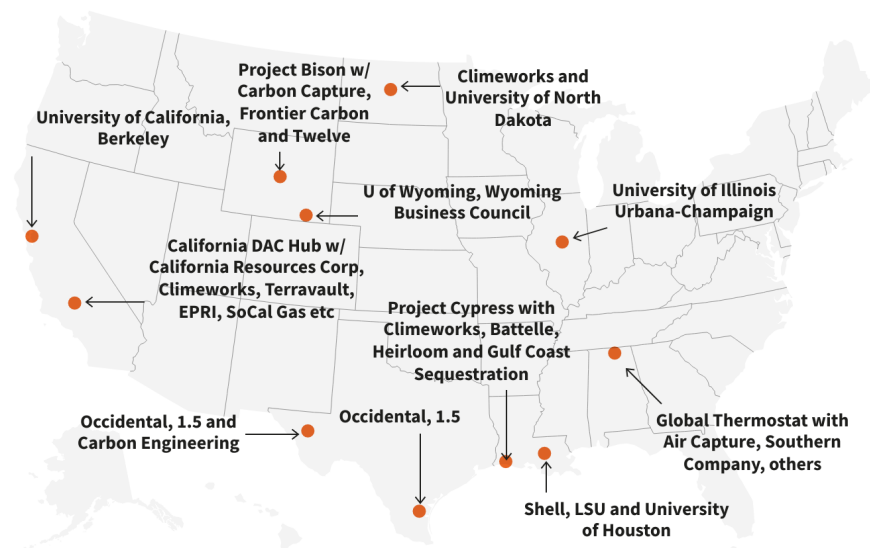 Project Bison w/
Carbon Capture,
Frontier Carbon
and Twelve
Climeworks and
University of North
Dakota
University of California,
Berkeley
U of Wyoming, Wyoming
Business Council
University of Illinois
Urbana-Champaign
California DAC Hub w/
California Resources Corp,
Climeworks, Terravault,
EPRI, SoCal Gas etc
Project Cypress with
Climeworks, Battelle,
Heirloom and Gulf Coast
Sequestration
Occidental, 1.5 and
Carbon Engineering
Occidental, 1.5
Global Thermostat with
Air Capture, Southern
Company, others
Shell, LSU and University
of Houston